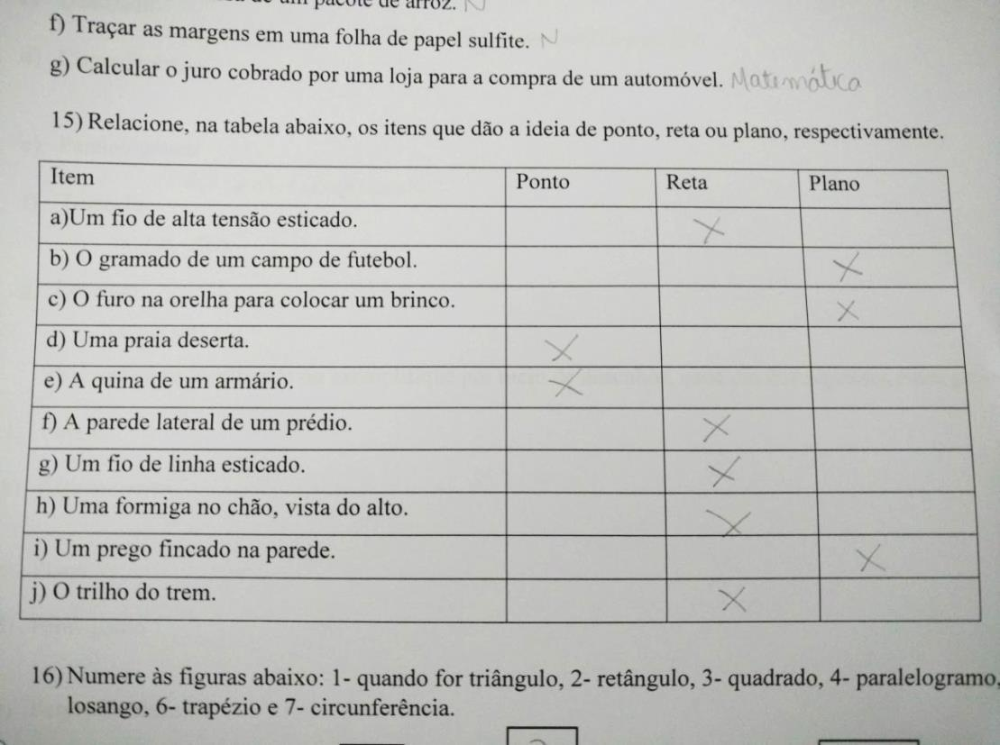 pacote de arroz. N
f) Traçar as margens em uma folha de papel sulfite. N
g) Calcular o juro cobrado por uma loja para a compra de um automóvel. Matemática
15) Relacione, na tabela abaixo, os itens que dão a ideia de ponto, reta ou plano, respectivamente.
Item Ponto Reta Plano
a)Um fio de alta tensão esticado. X
b) O gramado de um campo de futebol. X
c) O furo na orelha para colocar um brinco. X
d) Uma praia deserta. X
e) A quina de um armário. X
f) A parede lateral de um prédio. X
g) Um fio de linha esticado. X
h) Uma formiga no chão, vista do alto. X
i) Um prego fincado na parede. X
j) O trilho do trem. X
16) Numere às figuras abaixo: 1- quando for triângulo, 2- retângulo, 3- quadrado, 4- paralelogramo,
losango, 6- trapézio e 7- circunferência.